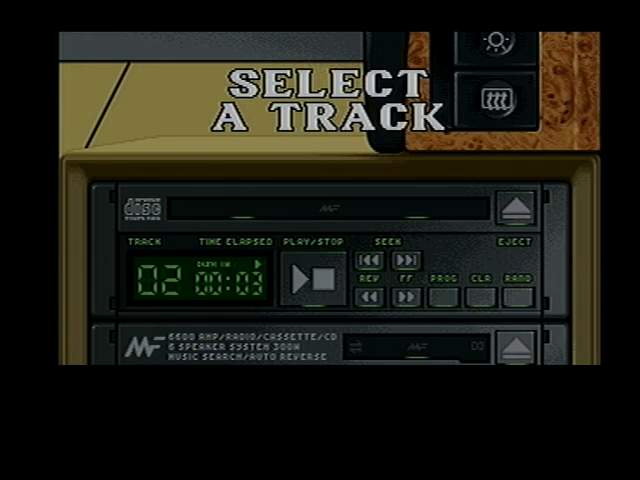 SELECT
A TRACK
disc
TRACK TIME ELAPSED PLAY/STOP SEEK EJECT
02 00:03
REV FF PROG CLR RAND
6600 AMP/RADIO/CASSETTE/CD
6 SPEAKER SYSTEM 300W
MUSIC SEARCH/AUTO REVERSE